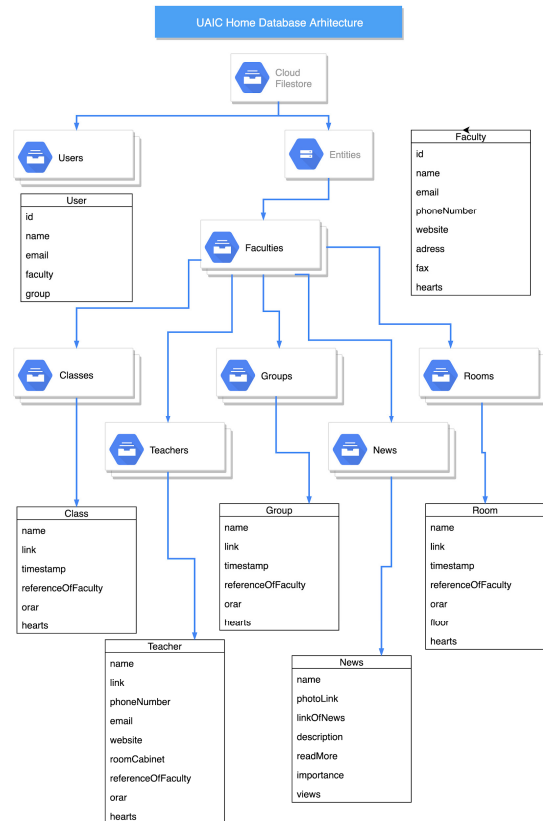 UAIC Home Database Arhitecture
Cloud
Filestore
Users
Entities
Faculty
id
name
email
phoneNumber
website
adress
fax
hearts
User
id
name
email
faculty
group
Faculties
Classes
Groups
Rooms
Teachers
News
Class
name
link
timestamp
referenceOfFaculty
orar
hearts
Group
name
link
timestamp
referenceOfFaculty
orar
hearts
Room
name
link
timestamp
referenceOfFaculty
orar
floor
hearts
Teacher
name
link
phoneNumber
email
website
roomCabinet
referenceOfFaculty
orar
hearts
News
name
photoLink
linkOfNews
description
readMore
importance
views